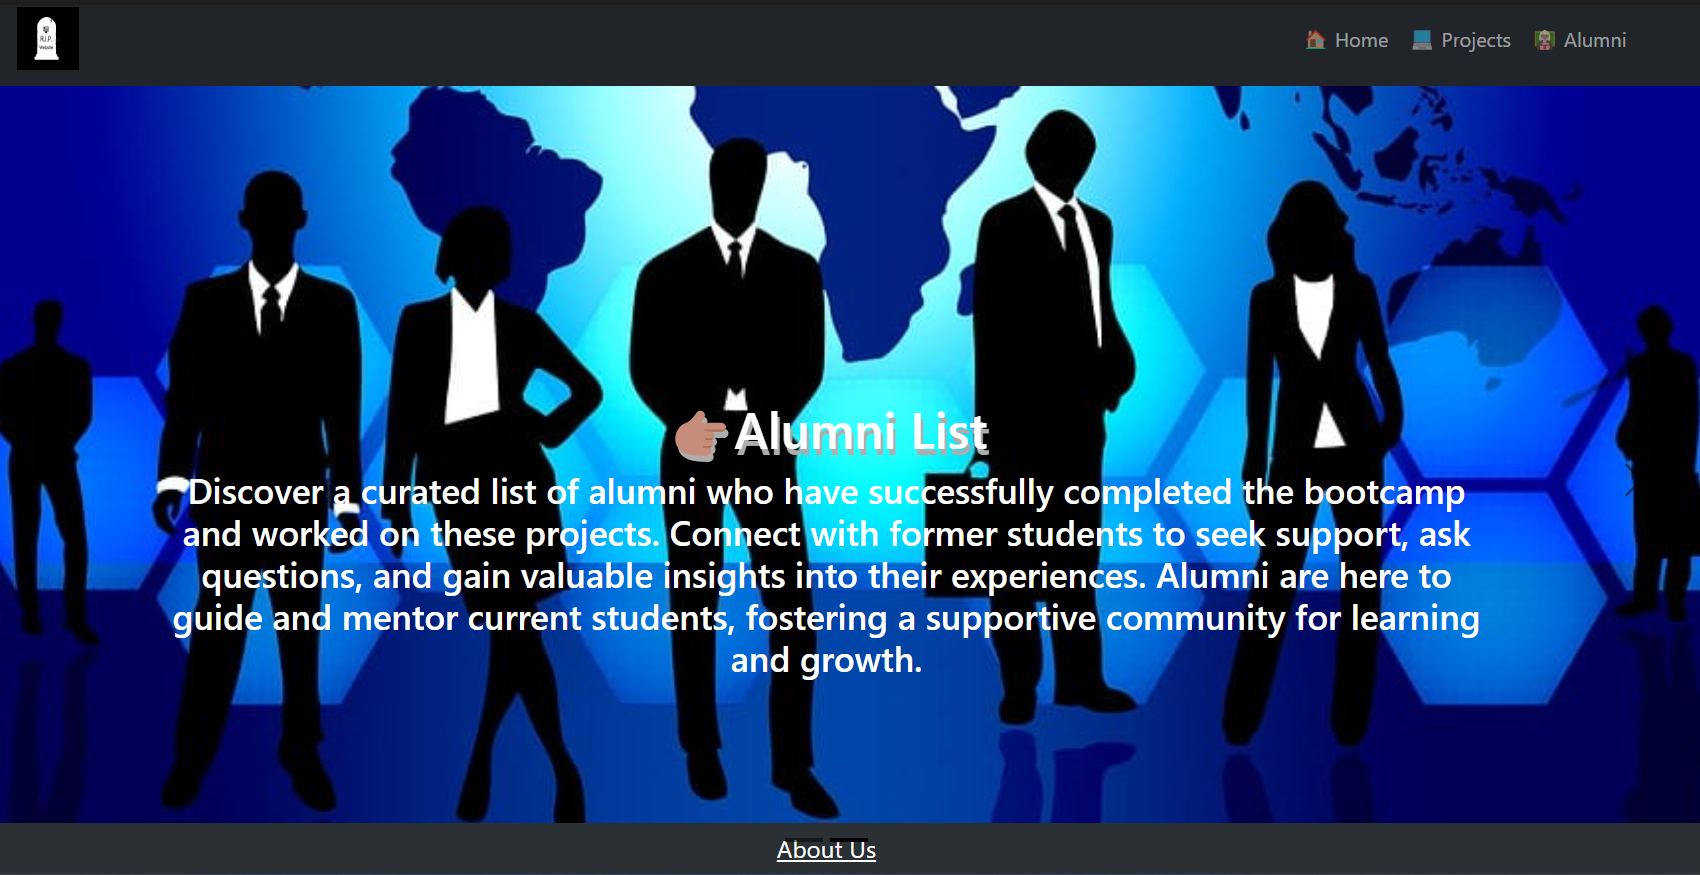 R.I.P.
Website
Home Projects Alumni
Alumni List
Discover a curated list of alumni who have successfully completed the bootcamp
and worked on these projects. Connect with former students to seek support, ask
questions, and gain valuable insights into their experiences. Alumni are here to
guide and mentor current students, fostering a supportive community for learning
and growth.
About Us